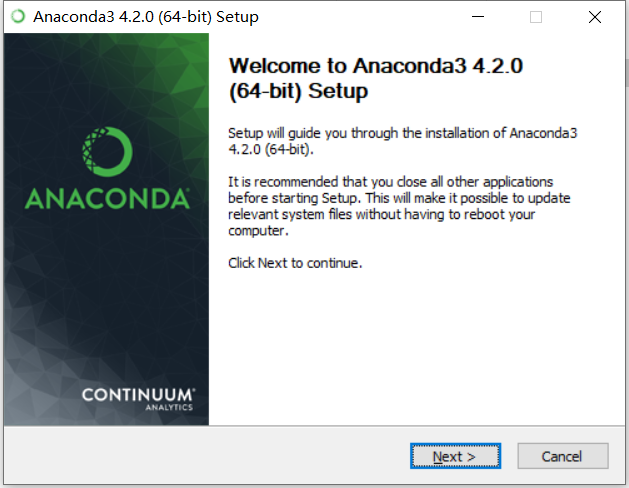 Anaconda3 4.2.0 (64-bit) Setup
Welcome to Anaconda3 4.2.0
(64-bit) Setup
Setup will guide you through the installation of Anaconda3
4.2.0 (64-bit).
It is recommended that you close all other applications
before starting Setup. This will make it possible to update
relevant system files without having to reboot your
computer.
Click Next to continue.
ANACONDA
CONTINUUM
ANALYTICS
Next >
Cancel